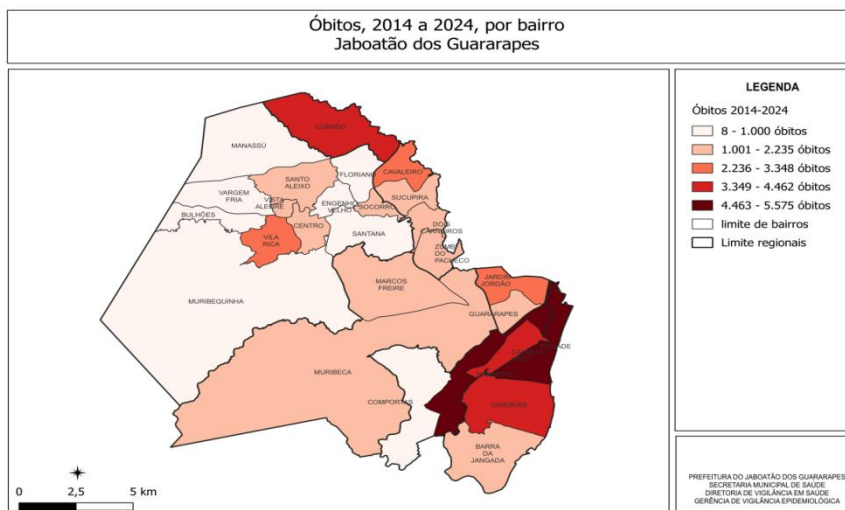 Óbitos, 2014 a 2024, por bairro
Jaboatão dos Guararapes
LEGENDA
Óbitos 2014-2024
8 - 1.000 óbitos
1.001 - 2.235 óbitos
2.236 - 3.348 óbitos
3.349 - 4.462 óbitos
4.463 - 5.575 óbitos
limite de bairros
Limite regionais
CURADO
MANASSÚ
FLORIANO
CAVALEIRO
SANTO
ALEIXO
VARGEM
FRIA
VISTA
ALEGRE
ENGENHO
VELHO
SOCORRO
SUCUPIRA
BULHÕES
CENTRO
VILA
RICA
SANTANA
DOIS
CARNEIROS
ZUMBI
DO
PACHECO
MURIBEQUINHA
MARCOS
FREIRE
JARDIM
JORDÃO
GUARARAPES
MURIBECA
COMPORTAS
CANDEIAS
BARRA
DA
JANGADA
0 2,5 5 km
PREFEITURA DO JABOATÃO DOS GUARARAPES
SECRETARIA MUNICIPAL DE SAÚDE
DIRETORIA DE VIGILÂNCIA EM SAÚDE
GERÊNCIA DE VIGILÂNCIA EPIDEMIOLÓGICA